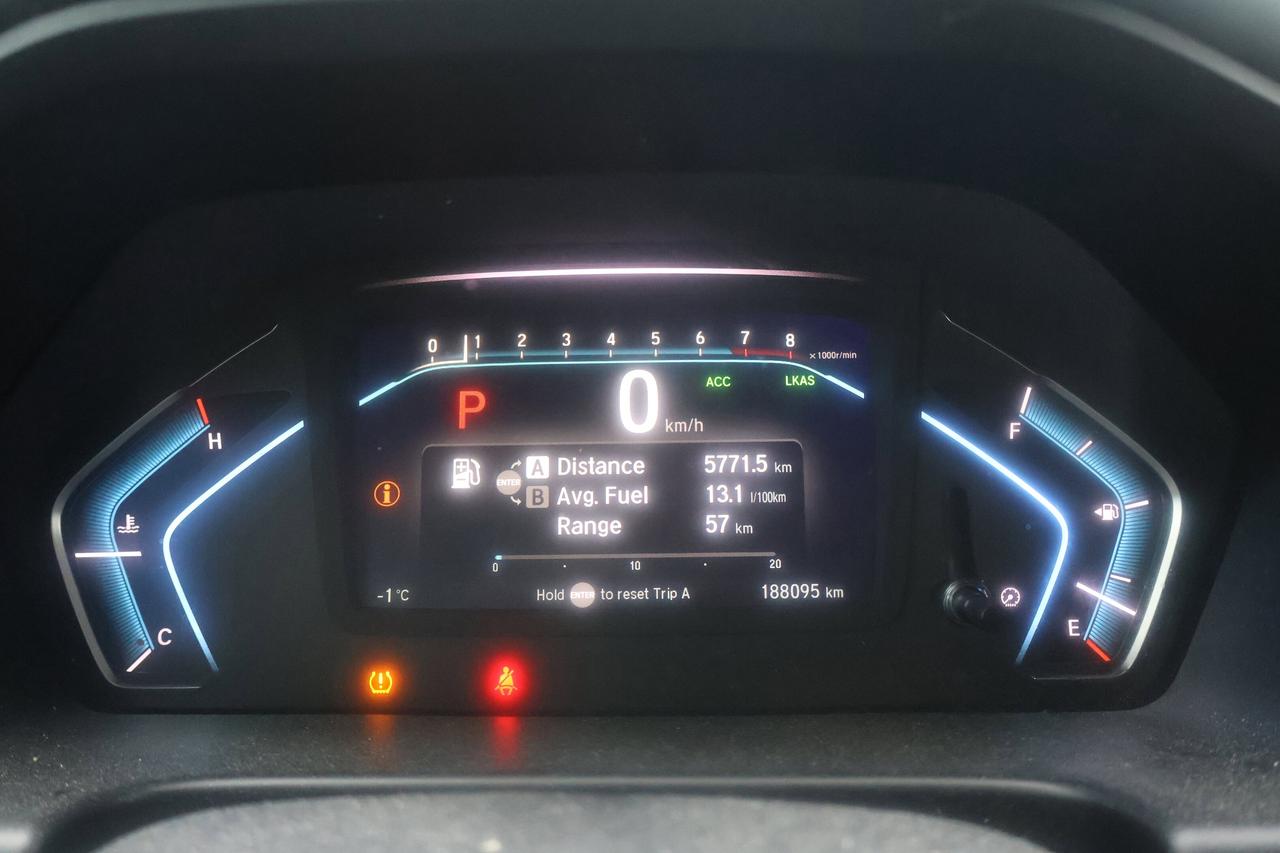 0 1 2 3 4 5 6 7 8 ×1000r/min
ACC LKAS
P 0 km/h
H
F
ENTER A Distance 5771.5 km
B Avg. Fuel 13.1 l/100km
Range 57 km
0 10 20
-1 °C
Hold ENTER to reset Trip A
188095 km
C
E